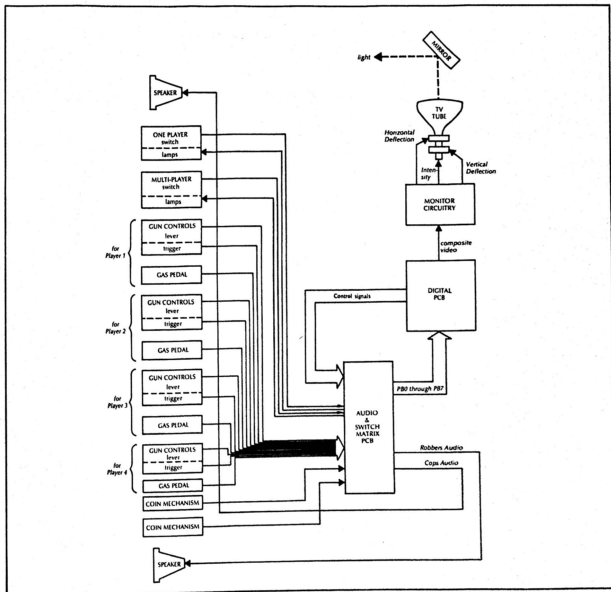 MIRROR
light
SPEAKER
TV
TUBE
Horizontal
Deflection
Vertical
Deflection
Inten-
sity
ONE PLAYER
switch
lamps
MULTI-PLAYER
switch
lamps
MONITOR
CIRCUITRY
composite
video
for
Player 1
GUN CONTROLS
lever
trigger
GAS PEDAL
DIGITAL
PCB
Control signals
for
Player 2
GUN CONTROLS
lever
trigger
GAS PEDAL
PB0 through PB7
for
Player 3
GUN CONTROLS
lever
trigger
GAS PEDAL
AUDIO
&
SWITCH
MATRIX
PCB
Robbers Audio
Cops Audio
for
Player 4
GUN CONTROLS
lever
trigger
GAS PEDAL
COIN MECHANISM
COIN MECHANISM
SPEAKER